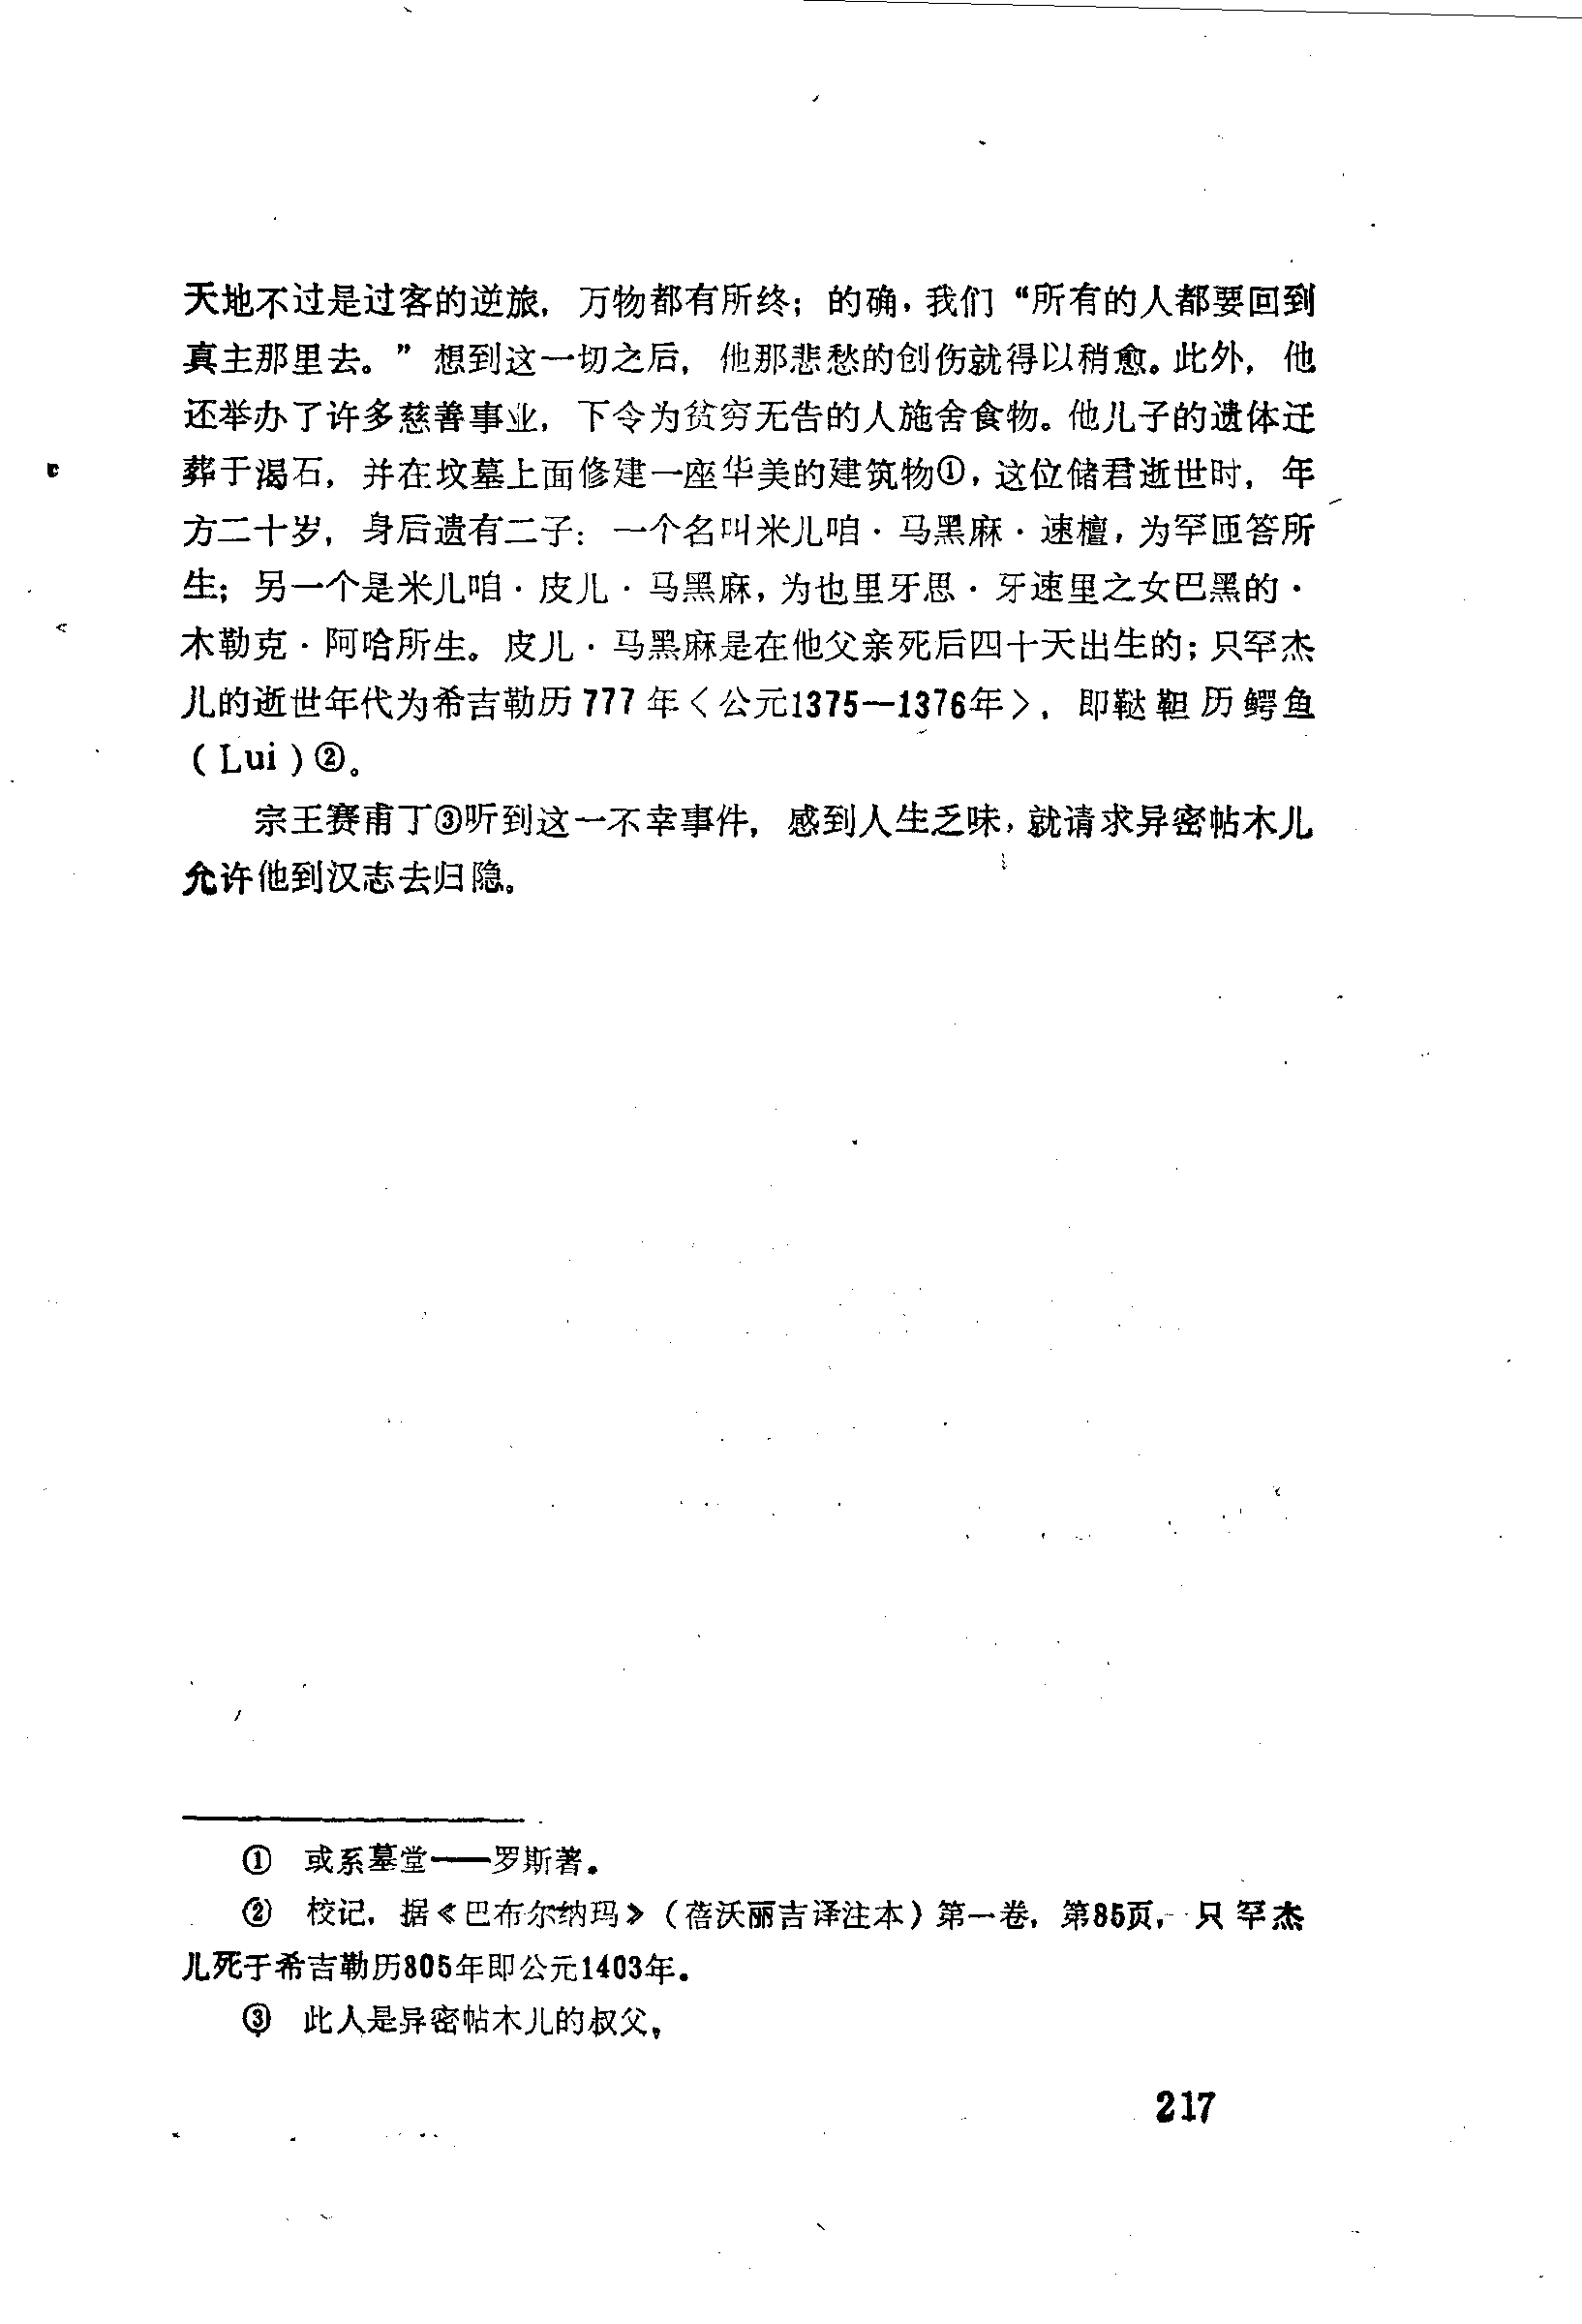 天地不过是过客的逆旅，万物都有所终；的确，我们“所有的人都要回到
真主那里去。”想到这一切之后，他那悲愁的创伤就得以稍愈。此外，他
还举办了许多慈善事业，下令为贫穷无告的人施舍食物。他儿子的遗体迁
葬于渴石，并在坟墓上面修建一座华美的建筑物①，这位储君逝世时，年
方二十岁，身后遗有二子：一个名叫米儿咱·马黑麻·速檀，为罕匝答所
生；另一个是米儿咱·皮儿·马黑麻，为也里牙思·牙速里之女巴黑的·
木勒克·阿哈所生。皮儿·马黑麻是在他父亲死后四十天出生的；只罕杰
儿的逝世年代为希吉勒历777年〈公元1375—1376年〉，即鞑靼历鳄鱼
（Lui）②。
宗王赛甫丁③听到这一不幸事件，感到人生乏味，就请求异密帖木儿
允许他到汉志去归隐。
① 或系墓堂——罗斯著。
② 校记，据《巴布尔纳玛》（蓓沃丽吉译注本）第一卷，第85页，只罕杰
儿死于希吉勒历805年即公元1403年。
③ 此人是异密帖木儿的叔父，
217